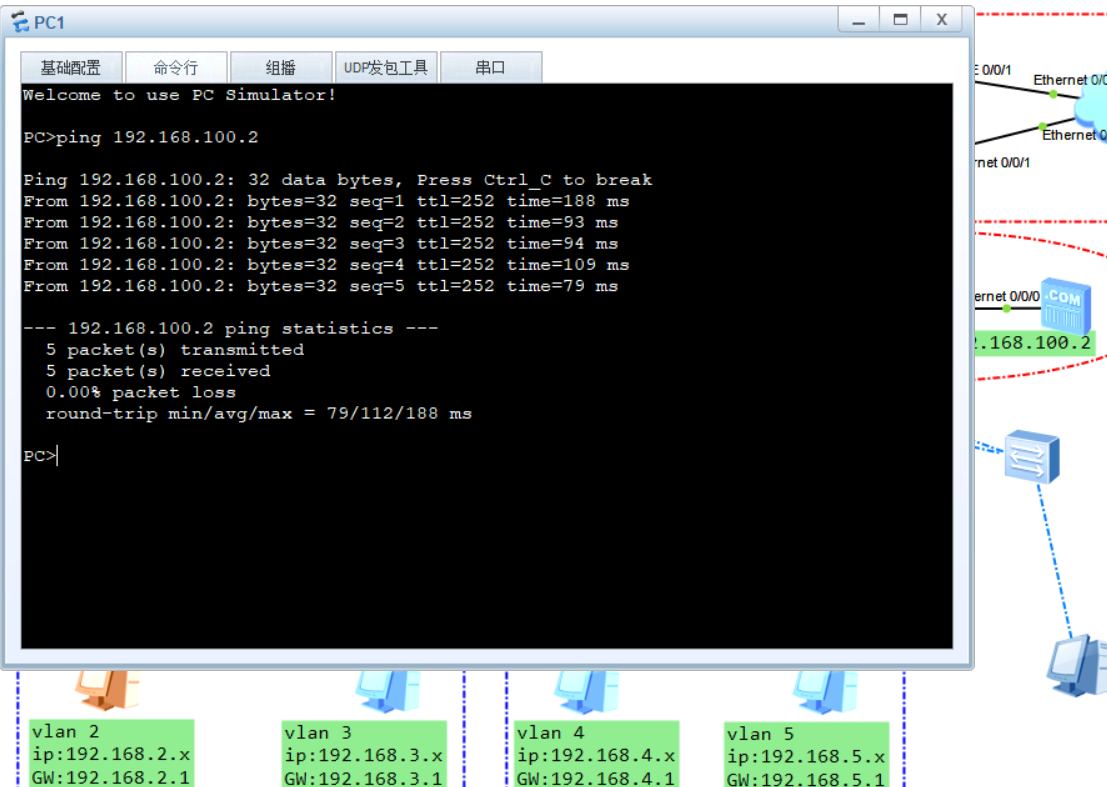 PC1
X
基础配置 命令行 组播 UDP发包工具 串口
Welcome to use PC Simulator!
PC>ping 192.168.100.2
Ping 192.168.100.2: 32 data bytes, Press Ctrl_C to break
From 192.168.100.2: bytes=32 seq=1 ttl=252 time=188 ms
From 192.168.100.2: bytes=32 seq=2 ttl=252 time=93 ms
From 192.168.100.2: bytes=32 seq=3 ttl=252 time=94 ms
From 192.168.100.2: bytes=32 seq=4 ttl=252 time=109 ms
From 192.168.100.2: bytes=32 seq=5 ttl=252 time=79 ms
--- 192.168.100.2 ping statistics ---
5 packet(s) transmitted
5 packet(s) received
0.00% packet loss
round-trip min/avg/max = 79/112/188 ms
PC>
E 0/0/1
Ethernet 0/0
Ethernet 0
rnet 0/0/1
ernet 0/0/0
.COM
2.168.100.2
vlan 2
ip:192.168.2.x
GW:192.168.2.1
vlan 3
ip:192.168.3.x
GW:192.168.3.1
vlan 4
ip:192.168.4.x
GW:192.168.4.1
vlan 5
ip:192.168.5.x
GW:192.168.5.1